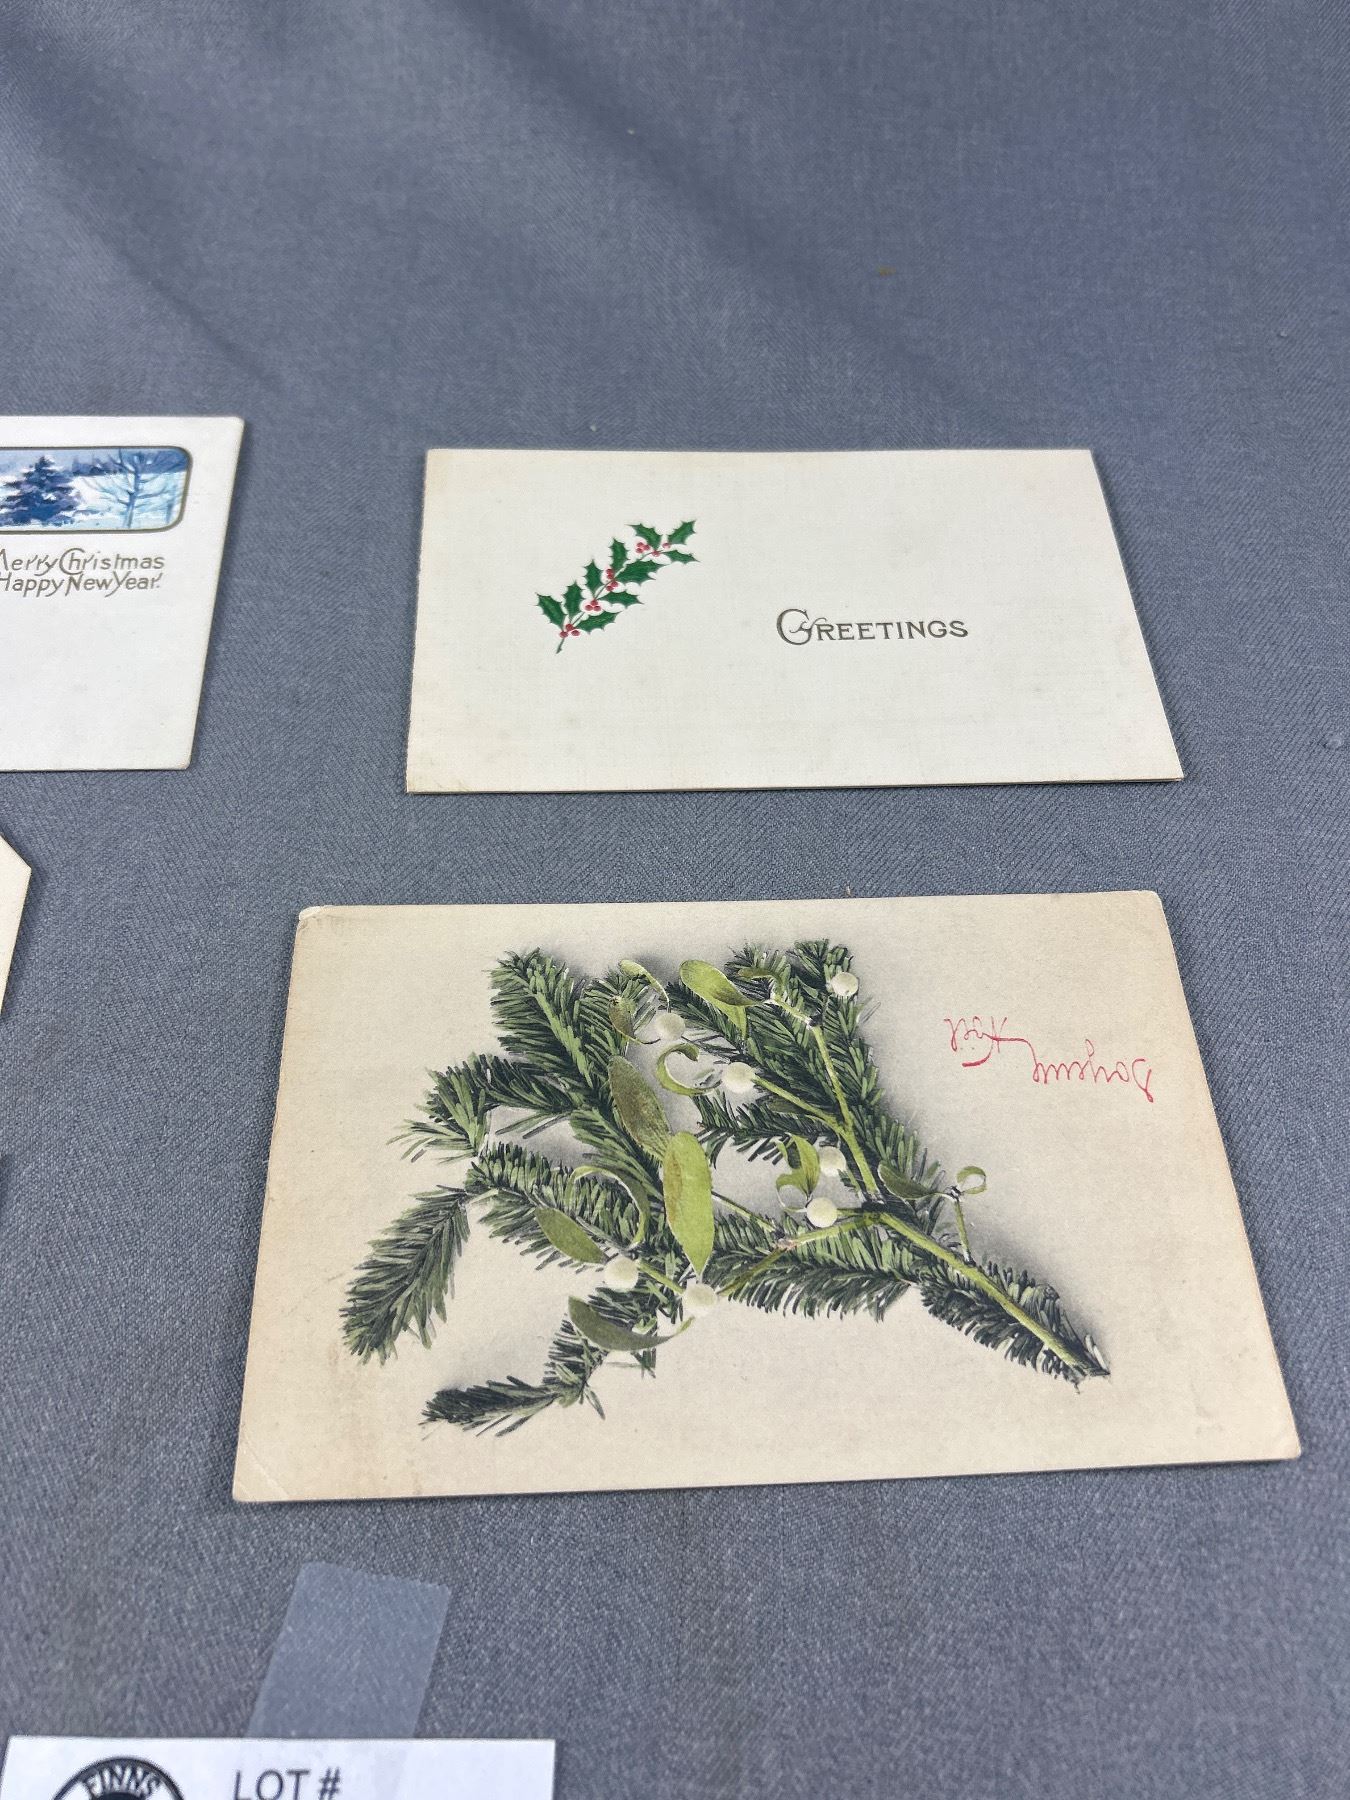 Merry Christmas
Happy New Year.
GREETINGS
Joyeux
Noël
FINNS
LOT #